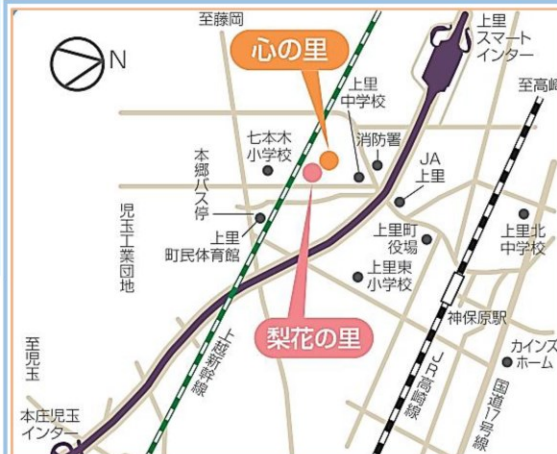 至藤岡
上里
スマート
インター
N
心の里
至高崎
上里
中学校
消防署
七本木
小学校
JA
上里
本郷バス停
児玉工業団地
上里
町民体育館
上里町
役場
上里北
中学校
上里東
小学校
神保原駅
梨花の里
至児玉
上越新幹線
カインズ
ホーム
JR高崎線
国道17号線
本庄児玉
インター